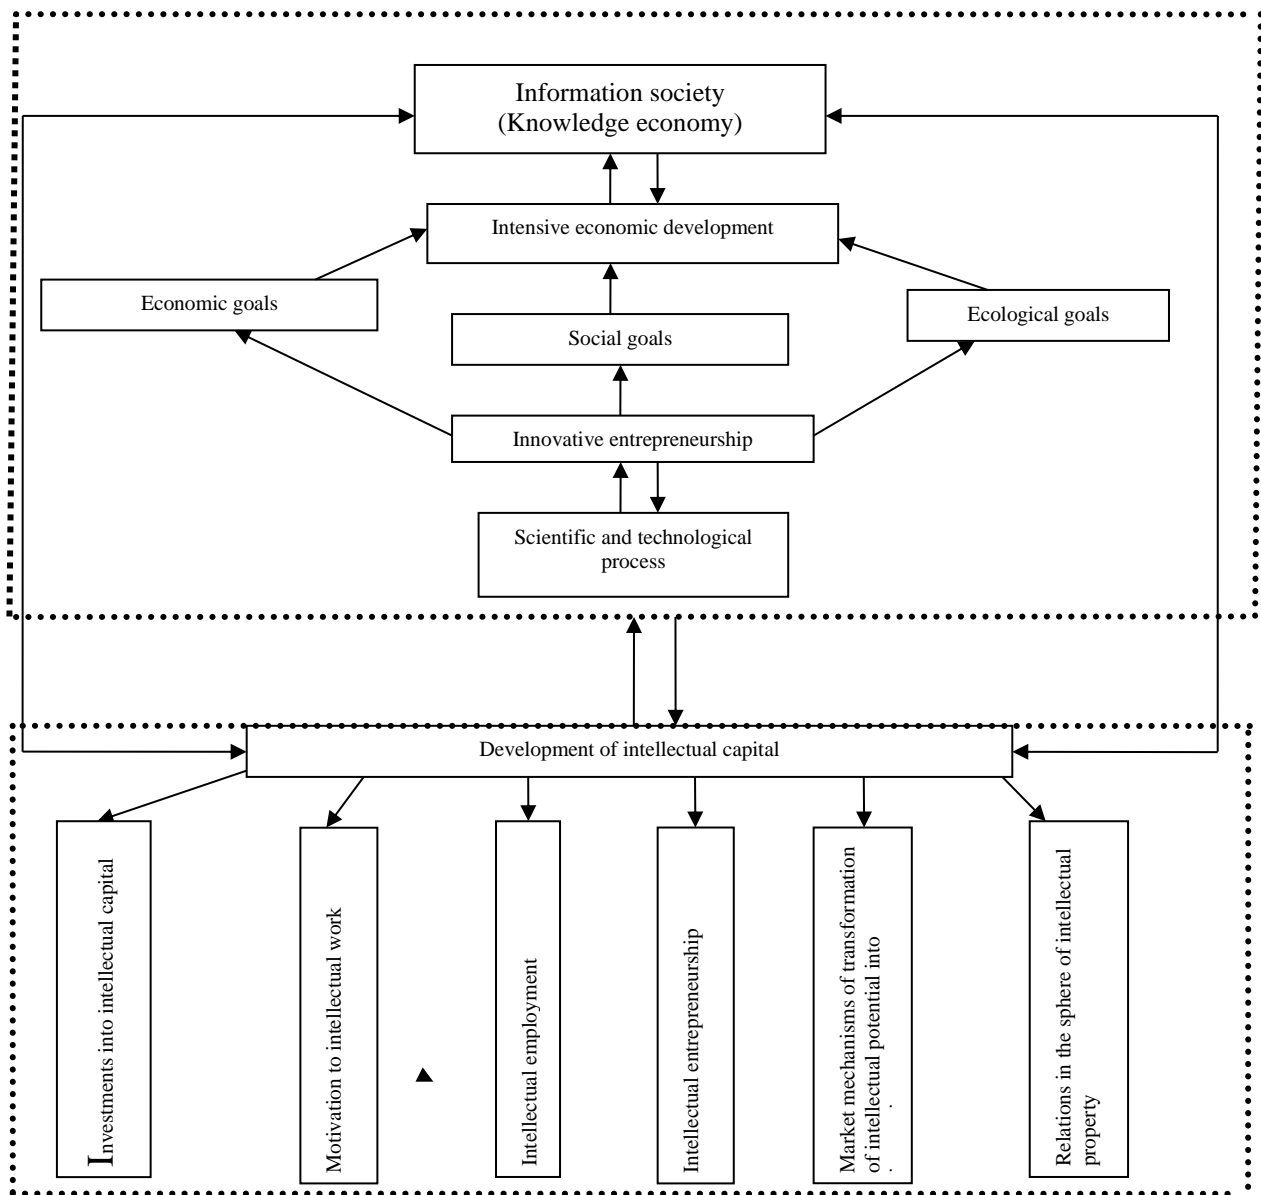 Information society
(Knowledge economy)
Intensive economic development
Economic goals
Ecological goals
Social goals
Innovative entrepreneurship
Scientific and technological
process
Development of intellectual capital
Investments into intellectual capital
Motivation to intellectual work
Intellectual employment
Intellectual entrepreneurship
Market mechanisms of transformation
of intellectual potential into
Relations in the sphere of intellectual
property